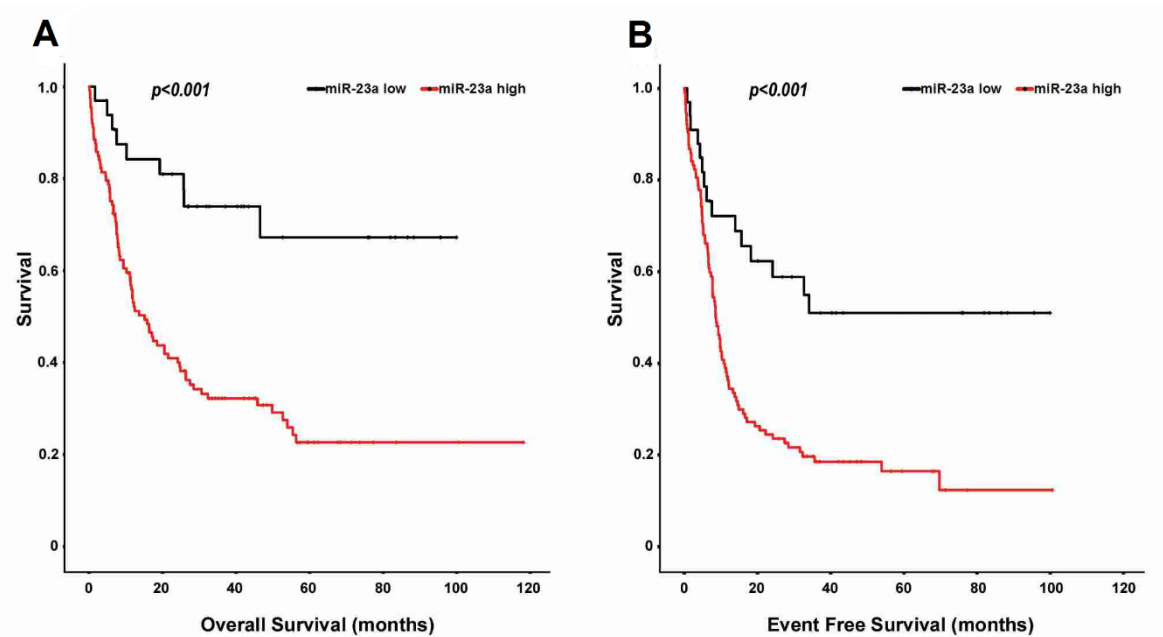 A
p<0.001
miR-23a low
miR-23a high
Survival
1.0
0.8
0.6
0.4
0.2
0
0 20 40 60 80 100 120
Overall Survival (months)
B
p<0.001
miR-23a low
miR-23a high
Survival
1.0
0.8
0.6
0.4
0.2
0
0 20 40 60 80 100 120
Event Free Survival (months)